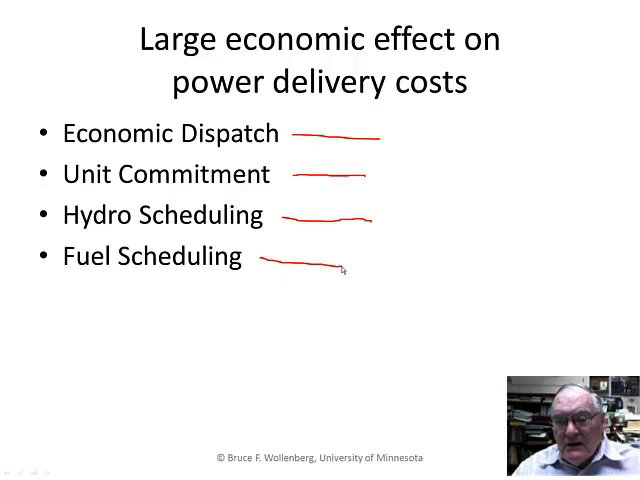 Large economic effect on
power delivery costs
• Economic Dispatch
• Unit Commitment
• Hydro Scheduling
• Fuel Scheduling
© Bruce F. Wollenberg, University of Minnesota